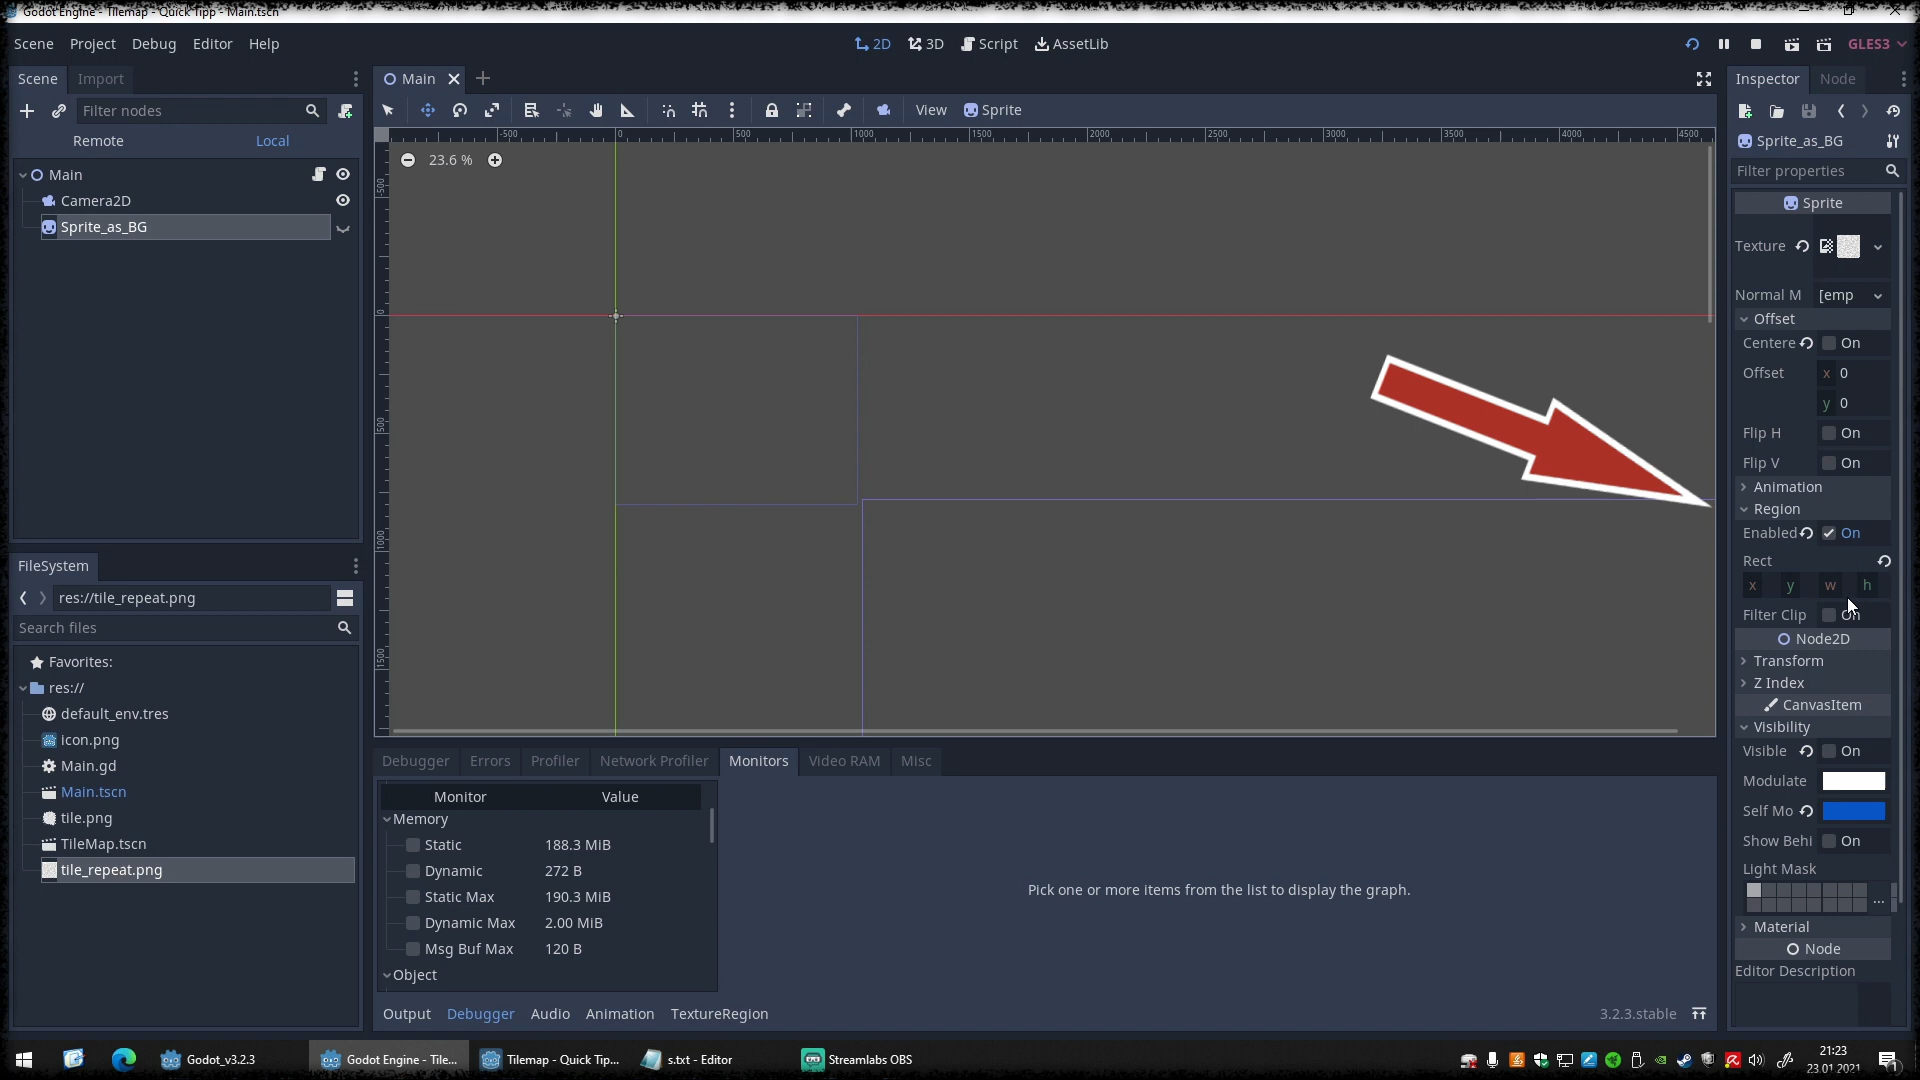 Godot Engine - Tilemap - Quick Tipp - Main.tscn
Scene Project Debug Editor Help
2D 3D Script AssetLib
GLES3
Scene Import
Main
Inspector Node
Filter nodes
View Sprite
Remote Local
Sprite_as_BG
-500 0 500 1000 1500 2000 2500 3000 3500 4000 4500
23.6 %
Filter properties
Main
Camera2D
Sprite_as_BG
-500
0
500
1000
1500
Sprite
Texture
Normal M [emp
Offset
Centere On
Offset x 0
y 0
Flip H On
Flip V On
Animation
Region
Enabled On
Rect
x y w h
Filter Clip On
Node2D
Transform
Z Index
CanvasItem
Visibility
Visible On
Modulate
Self Mo
Show Behi On
Light Mask
...
Material
Node
Editor Description
FileSystem
res://tile_repeat.png
Search files
Favorites:
res://
default_env.tres
icon.png
Main.gd
Main.tscn
tile.png
TileMap.tscn
tile_repeat.png
Debugger Errors Profiler Network Profiler Monitors Video RAM Misc
Monitor Value
Memory
Static 188.3 MiB
Dynamic 272 B
Static Max 190.3 MiB
Dynamic Max 2.00 MiB
Msg Buf Max 120 B
Object
Pick one or more items from the list to display the graph.
Output Debugger Audio Animation TextureRegion
3.2.3.stable
Godot_v3.2.3
Godot Engine - Tile...
Tilemap - Quick Tip...
s.txt - Editor
Streamlabs OBS
21:23
23.01.2021
1